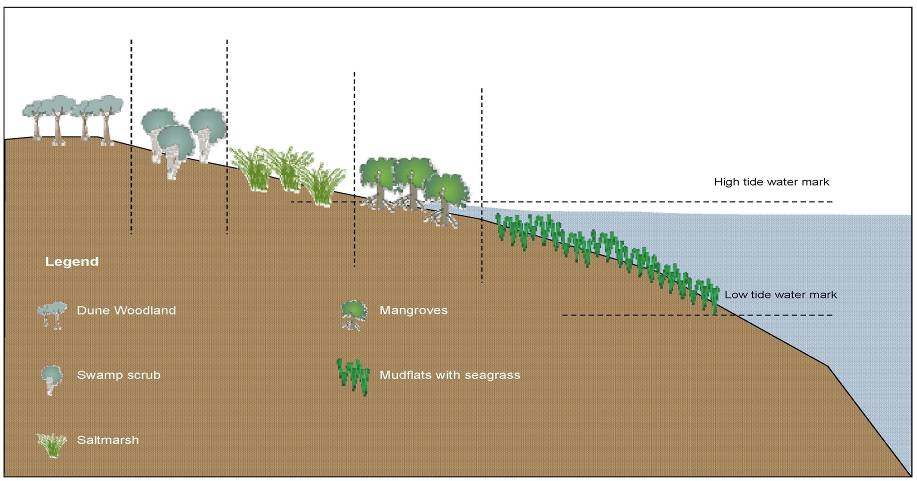 High tide water mark
Low tide water mark
Legend
Dune Woodland
Mangroves
Swamp scrub
Mudflats with seagrass
Saltmarsh